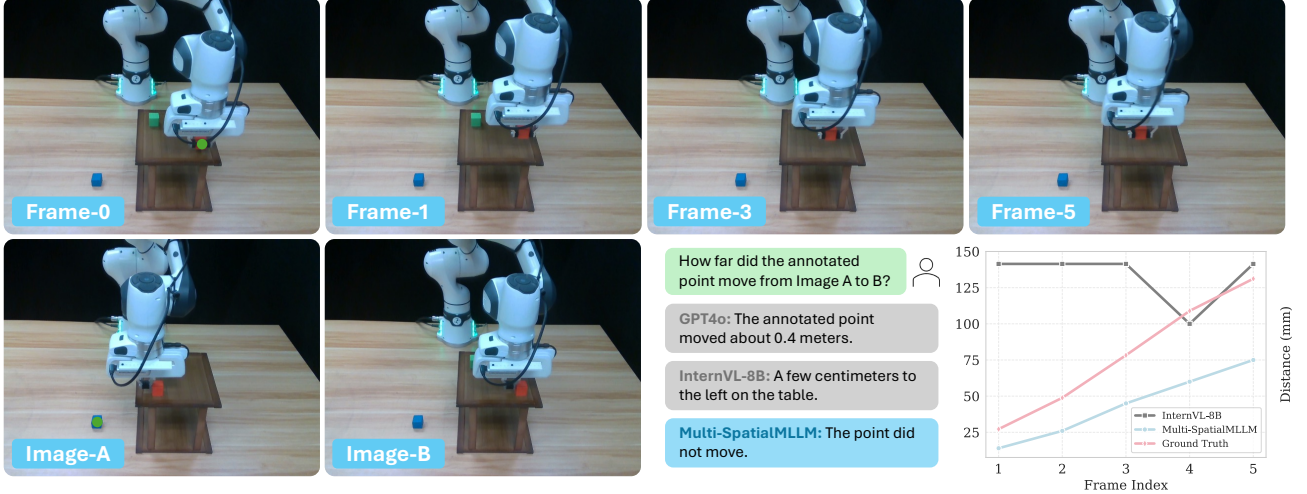 Frame-0
Frame-1
Frame-3
Frame-5
Image-A
Image-B
How far did the annotated
point move from Image A to B?
GPT4o: The annotated point
moved about 0.4 meters.
InternVL-8B: A few centimeters to
the left on the table.
Multi-SpatialMLLM: The point did
not move.
150
125
100
75
50
25
1 2 3 4 5
Frame Index
Distance (mm)
InternVL-8B
Multi-SpatialMLLM
Ground Truth